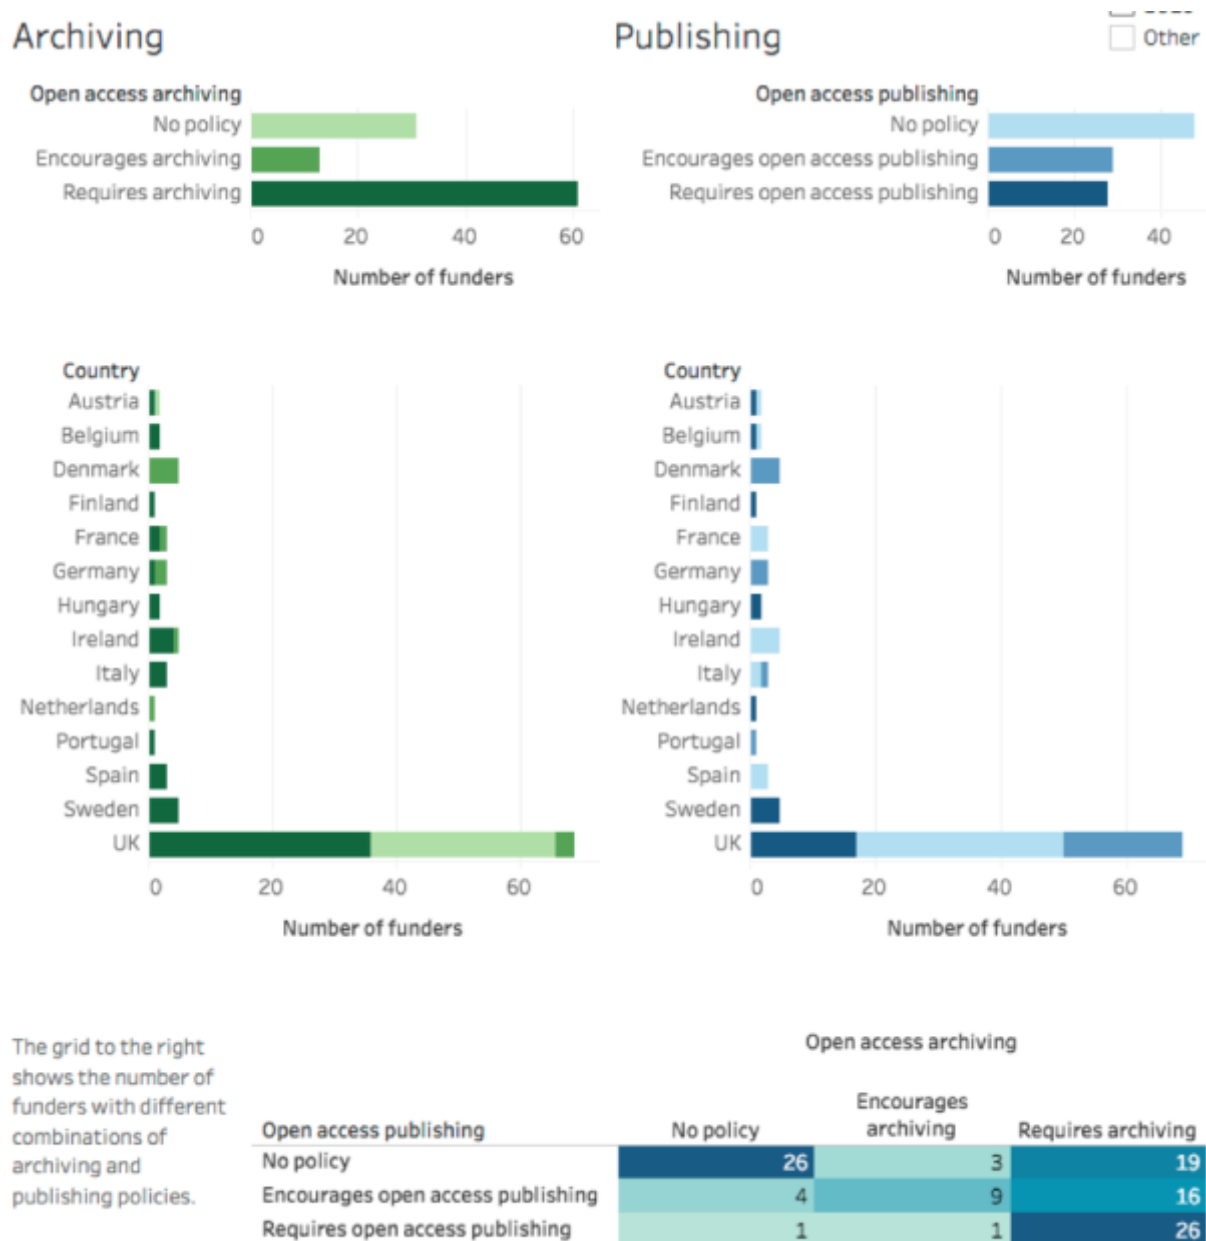 Archiving
Publishing
Other
Open access archiving
No policy
Encourages archiving
Requires archiving
0 20 40 60
Number of funders
Open access publishing
No policy
Encourages open access publishing
Requires open access publishing
0 20 40
Number of funders
Country
Austria
Belgium
Denmark
Finland
France
Germany
Hungary
Ireland
Italy
Netherlands
Portugal
Spain
Sweden
UK
0 20 40 60
Number of funders
Country
Austria
Belgium
Denmark
Finland
France
Germany
Hungary
Ireland
Italy
Netherlands
Portugal
Spain
Sweden
UK
0 20 40 60
Number of funders
The grid to the right
shows the number of
funders with different
combinations of
archiving and
publishing policies.
Open access archiving
Open access publishing No policy Encourages archiving Requires archiving
No policy 26 3 19
Encourages open access publishing 4 9 16
Requires open access publishing 1 1 26